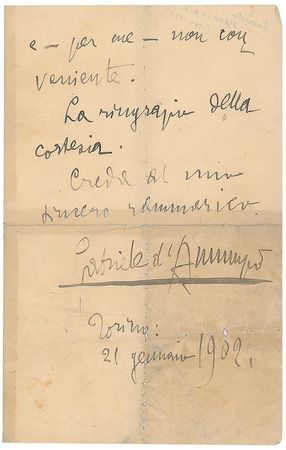 e - per me - non con
veniente.
La ringrazio della
cortesia.
Creda al mio
sincero rammarico.
Gabriele d'Annunzio
Torino:
21 gennaio 1902.